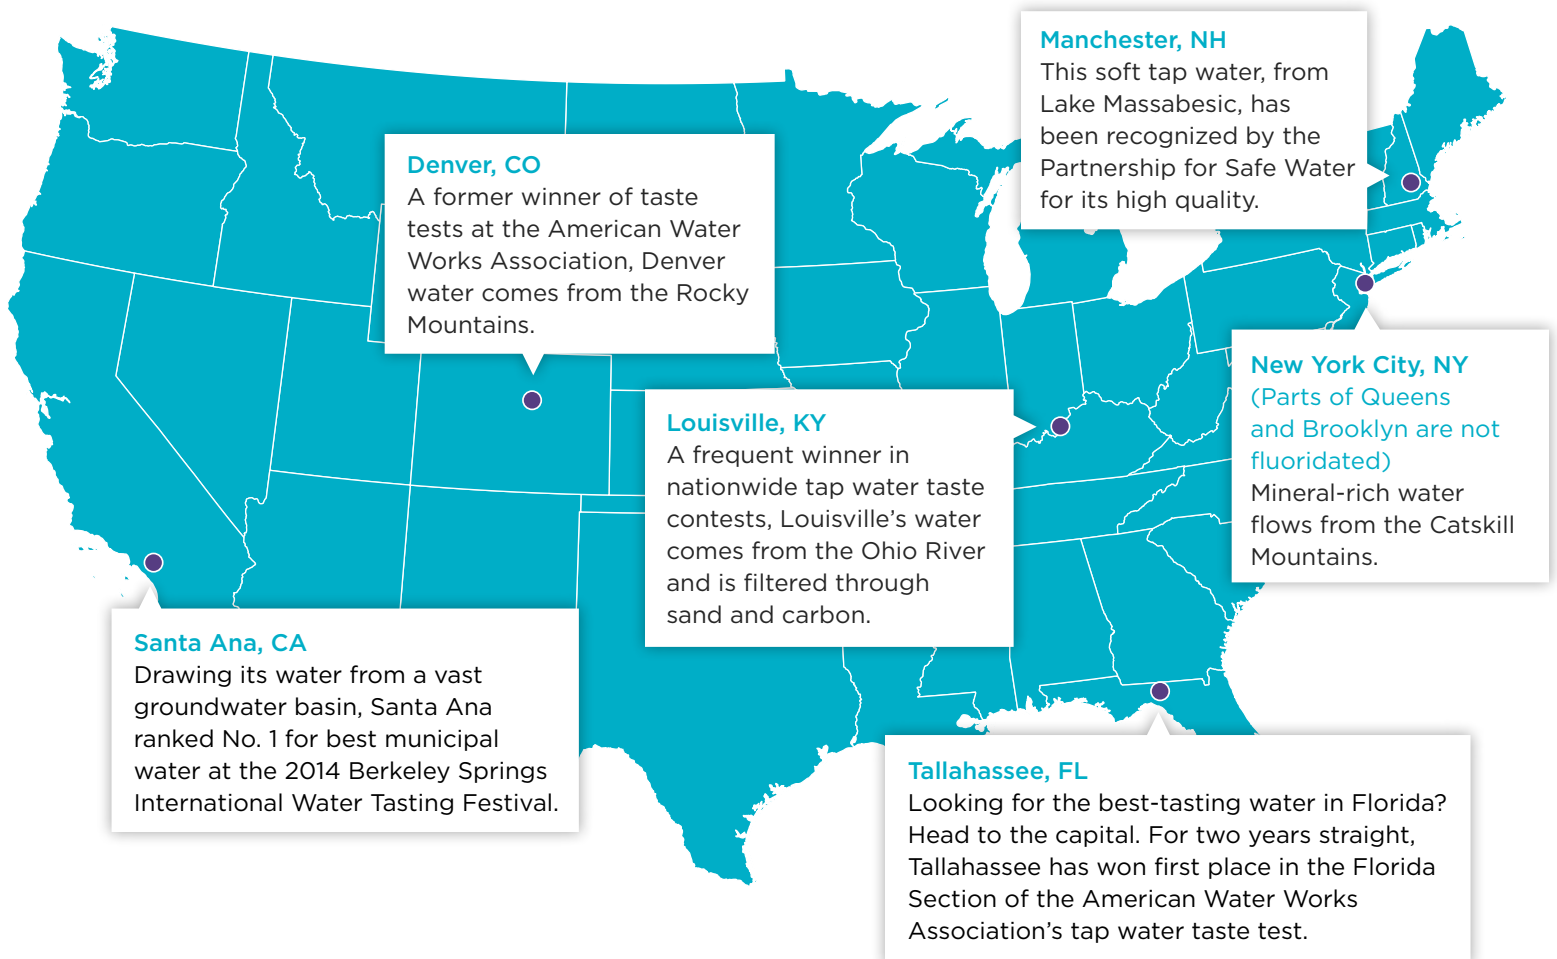 Manchester, NH
This soft tap water, from
Lake Massabesic, has
been recognized by the
Partnership for Safe Water
for its high quality.
Denver, CO
A former winner of taste
tests at the American Water
Works Association, Denver
water comes from the Rocky
Mountains.
New York City, NY
(Parts of Queens
and Brooklyn are not
fluoridated)
Mineral-rich water
flows from the Catskill
Mountains.
Louisville, KY
A frequent winner in
nationwide tap water taste
contests, Louisville’s water
comes from the Ohio River
and is filtered through
sand and carbon.
Santa Ana, CA
Drawing its water from a vast
groundwater basin, Santa Ana
ranked No. 1 for best municipal
water at the 2014 Berkeley Springs
International Water Tasting Festival.
Tallahassee, FL
Looking for the best-tasting water in Florida?
Head to the capital. For two years straight,
Tallahassee has won first place in the Florida
Section of the American Water Works
Association’s tap water taste test.